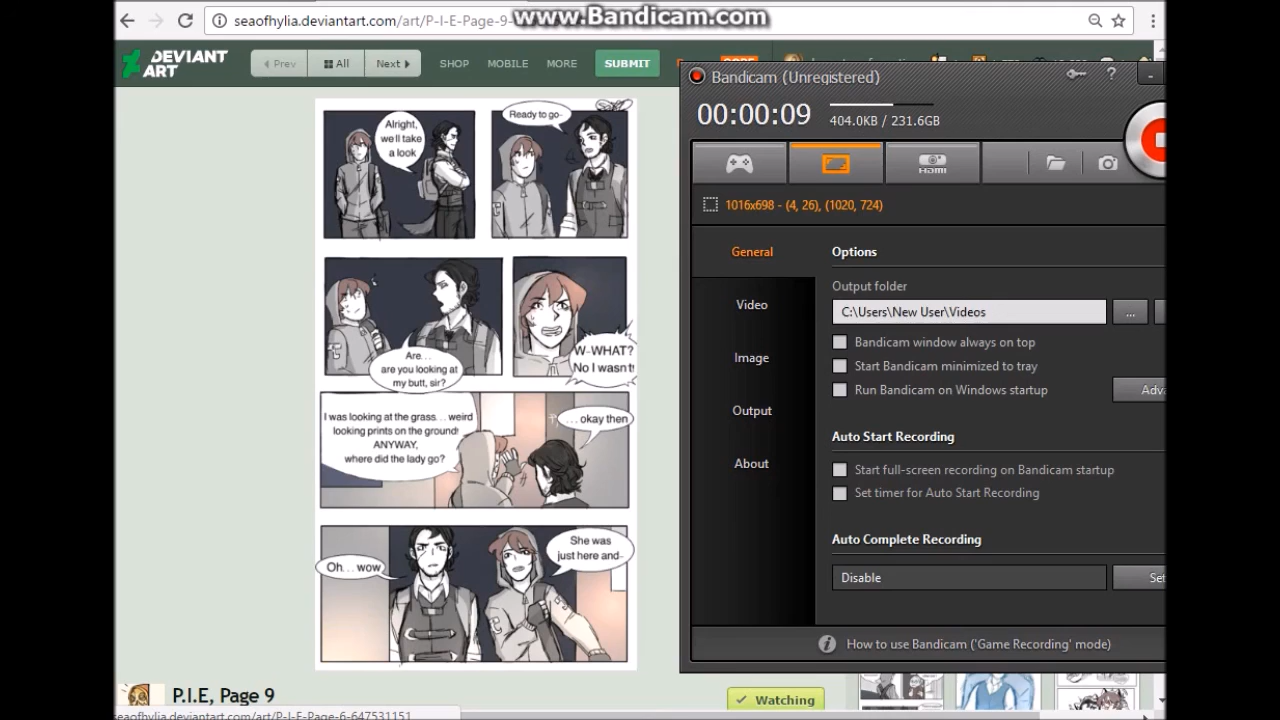 www.Bandicam.com
seaofhylia.deviantart.com/art/P-I-E-Page-9-
DEVIANT
ART
Prev
All
Next
SHOP
MOBILE
MORE
SUBMIT
Alright,
we'll take
a look
Ready to go-
Are...
are you looking at
my butt, sir?
W-WHAT?
No I wasn't!
I was looking at the grass... weird
looking prints on the ground!
ANYWAY,
where did the lady go?
... okay then
Oh... wow
She was
just here and-
P.I.E, Page 9
Watching
seaofhylia.deviantart.com/art/P-I-E-Page-6-647531151
Bandicam (Unregistered)
?
00:00:09
404.0KB / 231.6GB
HDMI
1016x698 - (4, 26), (1020, 724)
General
Video
Image
Output
About
Options
Output folder
C:\Users\New User\Videos
...
Bandicam window always on top
Start Bandicam minimized to tray
Run Bandicam on Windows startup
Adva
Auto Start Recording
Start full-screen recording on Bandicam startup
Set timer for Auto Start Recording
Auto Complete Recording
Disable
Set
How to use Bandicam ('Game Recording' mode)